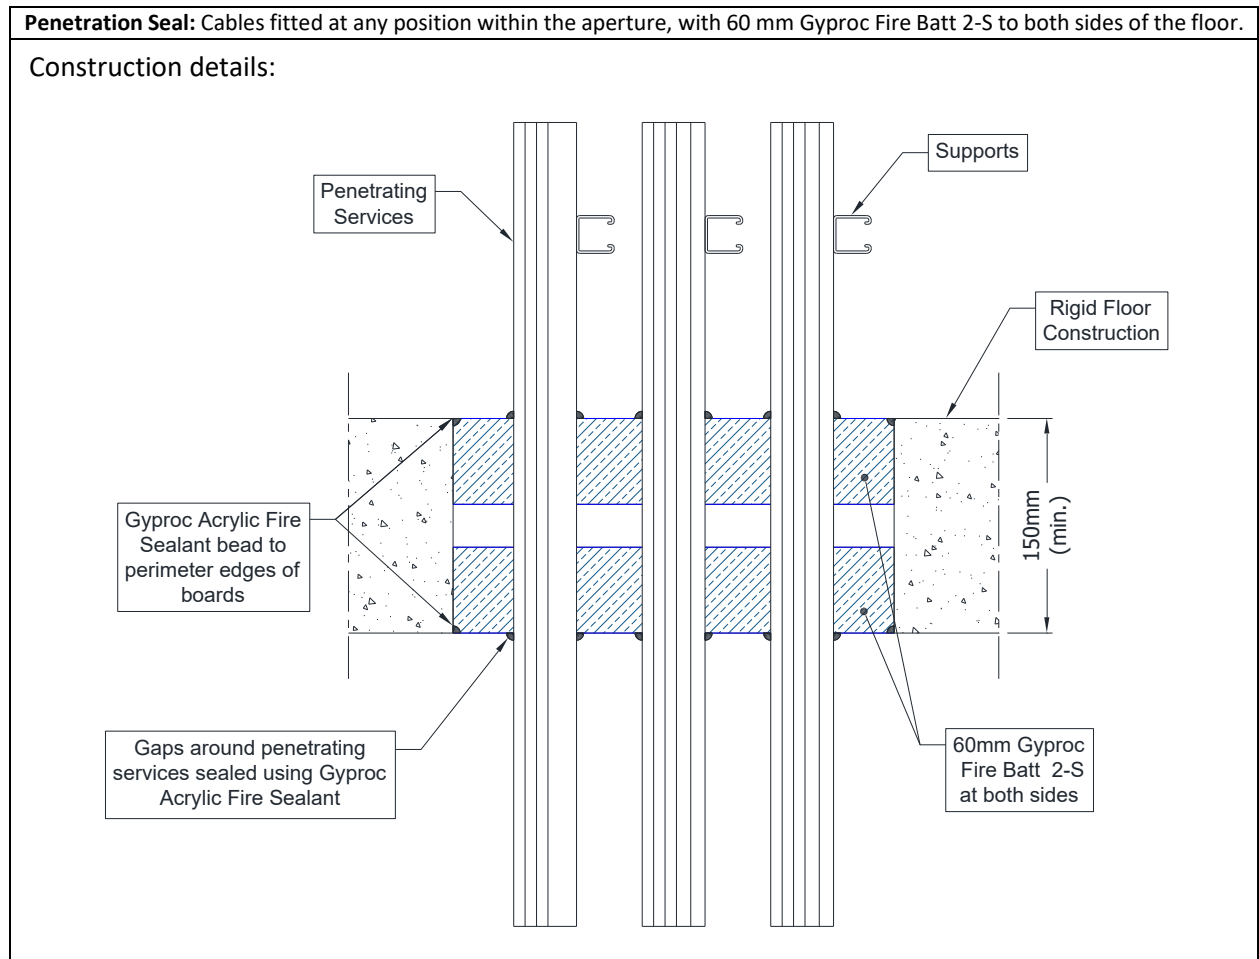 Penetration Seal: Cables fitted at any position within the aperture, with 60 mm Gyproc Fire Batt 2-S to both sides of the floor.
Construction details:
Supports
Penetrating
Services
Rigid Floor
Construction
150mm
(min.)
Gyproc Acrylic Fire
Sealant bead to
perimeter edges of
boards
Gaps around penetrating
services sealed using Gyproc
Acrylic Fire Sealant
60mm Gyproc
Fire Batt 2-S
at both sides